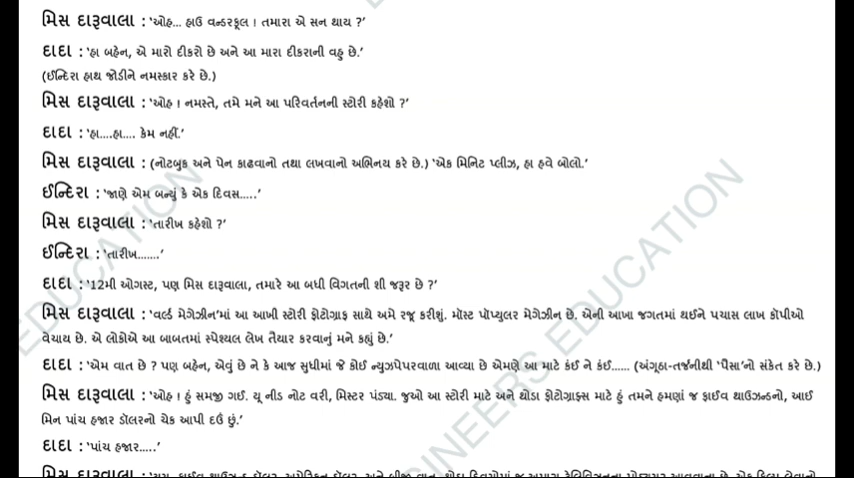 મિસ દારૂવાલા : 'ઓહ... હાઉ વન્ડરફૂલ ! તમારા એ સન થાય ?'
દાદા : 'હા બહેન, એ મારો દીકરો છે અને આ મારા દીકરાની વહુ છે.'
(ઈન્દિરા હાથ જોડીને નમસ્કાર કરે છે.)
મિસ દારૂવાલા : 'ઓહ ! નમસ્તે, તમે મને આ પરિવર્તનની સ્ટોરી કહેશો ?'
દાદા : 'હા....હા.... કેમ નહીં.'
મિસ દારૂવાલા : (નોટબુક અને પેન કાઢવાનો તથા લખવાનો અભિનય કરે છે.) 'એક મિનિટ પ્લીઝ, હા હવે બોલો.'
ઈન્દિરા : 'જાણે એમ બન્યું કે એક દિવસ.....'
મિસ દારૂવાલા : 'તારીખ કહેશો ?'
ઈન્દિરા : 'તારીખ.......'
દાદા : '12મી ઓગસ્ટ, પણ મિસ દારૂવાલા, તમારે આ બધી વિગતની શી જરૂર છે ?'
મિસ દારૂવાલા : 'વર્લ્ડ મેગેઝીન'માં આ આખી સ્ટોરી ફોટોગ્રાફ સાથે અમે રજૂ કરીશું. મૉસ્ટ પૉપ્યુલર મેગેઝીન છે. એની આખા જગતમાં થઈને પચાસ લાખ કૉપીઓ
વેચાય છે. એ લોકોએ આ બાબતમાં સ્પેશ્યલ લેખ તૈયાર કરવાનું મને કહ્યું છે.'
દાદા : 'એમ વાત છે ? પણ બહેન, એવું છે ને કે આજ સુધીમાં જે કોઈ ન્યુઝપેપરવાળા આવ્યા છે એમણે આ માટે કંઈ ને કંઈ...... (અંગૂઠા-તર્જનીથી 'પૈસા'નો સંકેત કરે છે.)
મિસ દારૂવાલા : 'ઓહ ! હું સમજી ગઈ. યૂ નીડ નોટ વરી, મિસ્ટર પંડ્યા. જુઓ આ સ્ટોરી માટે અને થોડા ફોટોગ્રાફ્સ માટે હું તમને હમણાં જ ફાઈવ થાઉઝન્ડનો, આઈ
મિન પાંચ હજાર ડૉલરનો ચેક આપી દઉં છું.'
દાદા : 'પાંચ હજાર.....'
મિસ દારૂવાલા :
EDUCATION
GINEERS EDUCATION